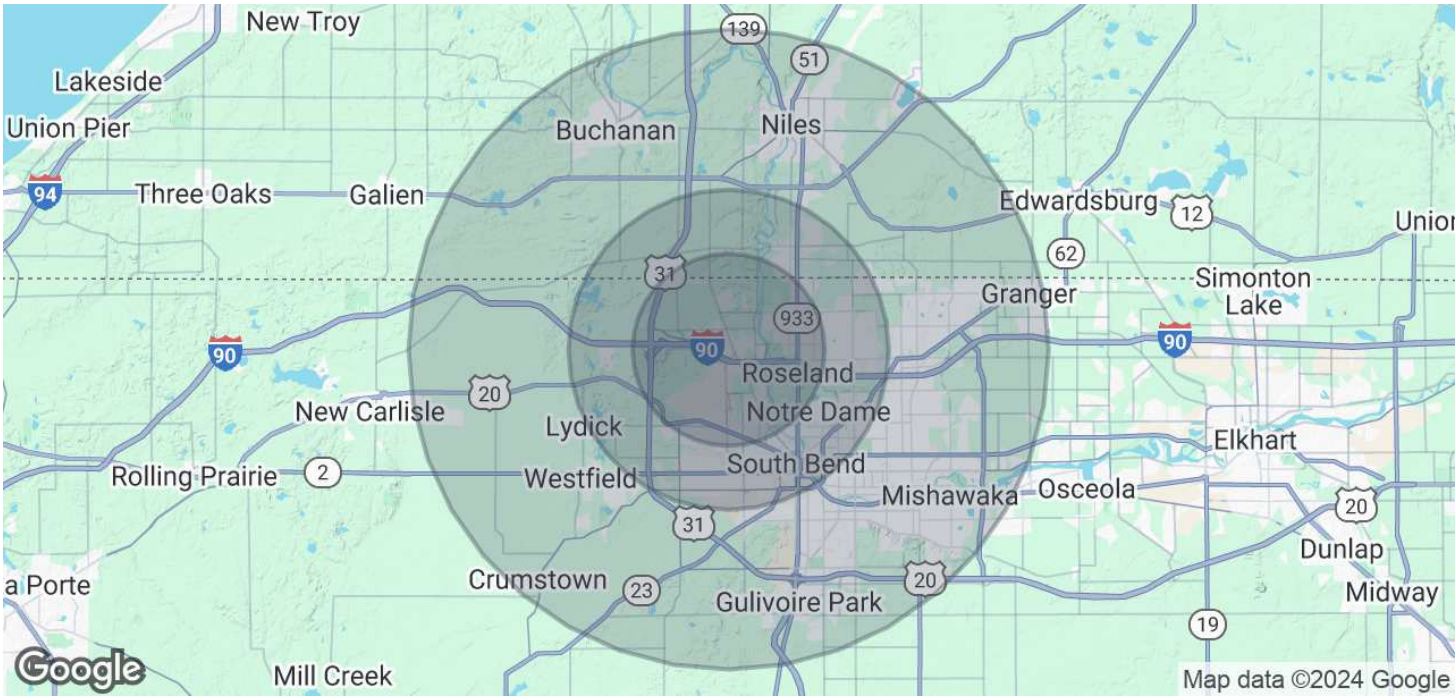 New Troy
139
51
Lakeside
Union Pier
Buchanan
Niles
94
Three Oaks
Galien
Edwardsburg
12
Union
62
31
Simonton
Lake
Granger
933
90
90
90
Roseland
20
New Carlisle
Notre Dame
Lydick
Elkhart
South Bend
Rolling Prairie
2
Westfield
Mishawaka
Osceola
20
31
Dunlap
a Porte
Crumstown
23
20
Midway
Gulivoire Park
19
Google
Mill Creek
Map data ©2024 Google